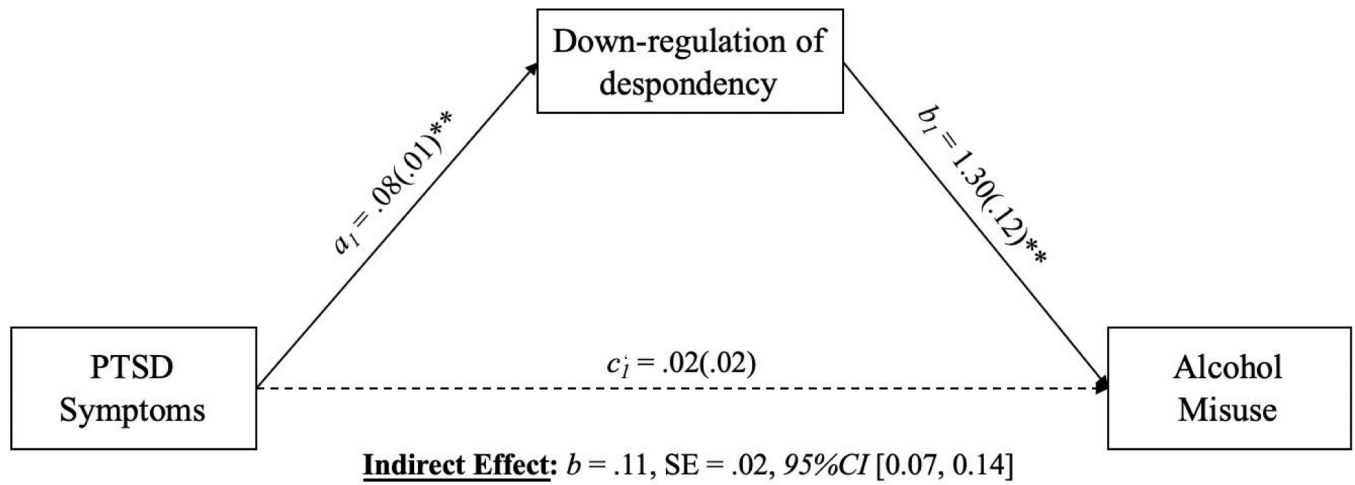 Down-regulation of
despondency
a1 = .08(.01)**
b1 = 1.30(.12)**
PTSD
Symptoms
c'1 = .02(.02)
Alcohol
Misuse
Indirect Effect: b = .11, SE = .02, 95%CI [0.07, 0.14]